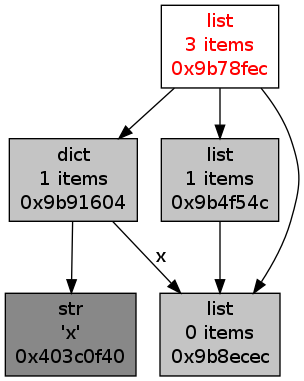 list
3 items
0x9b78fec
dict
1 items
0x9b91604
list
1 items
0x9b4f54c
x
str
'x'
0x403c0f40
list
0 items
0x9b8ecec